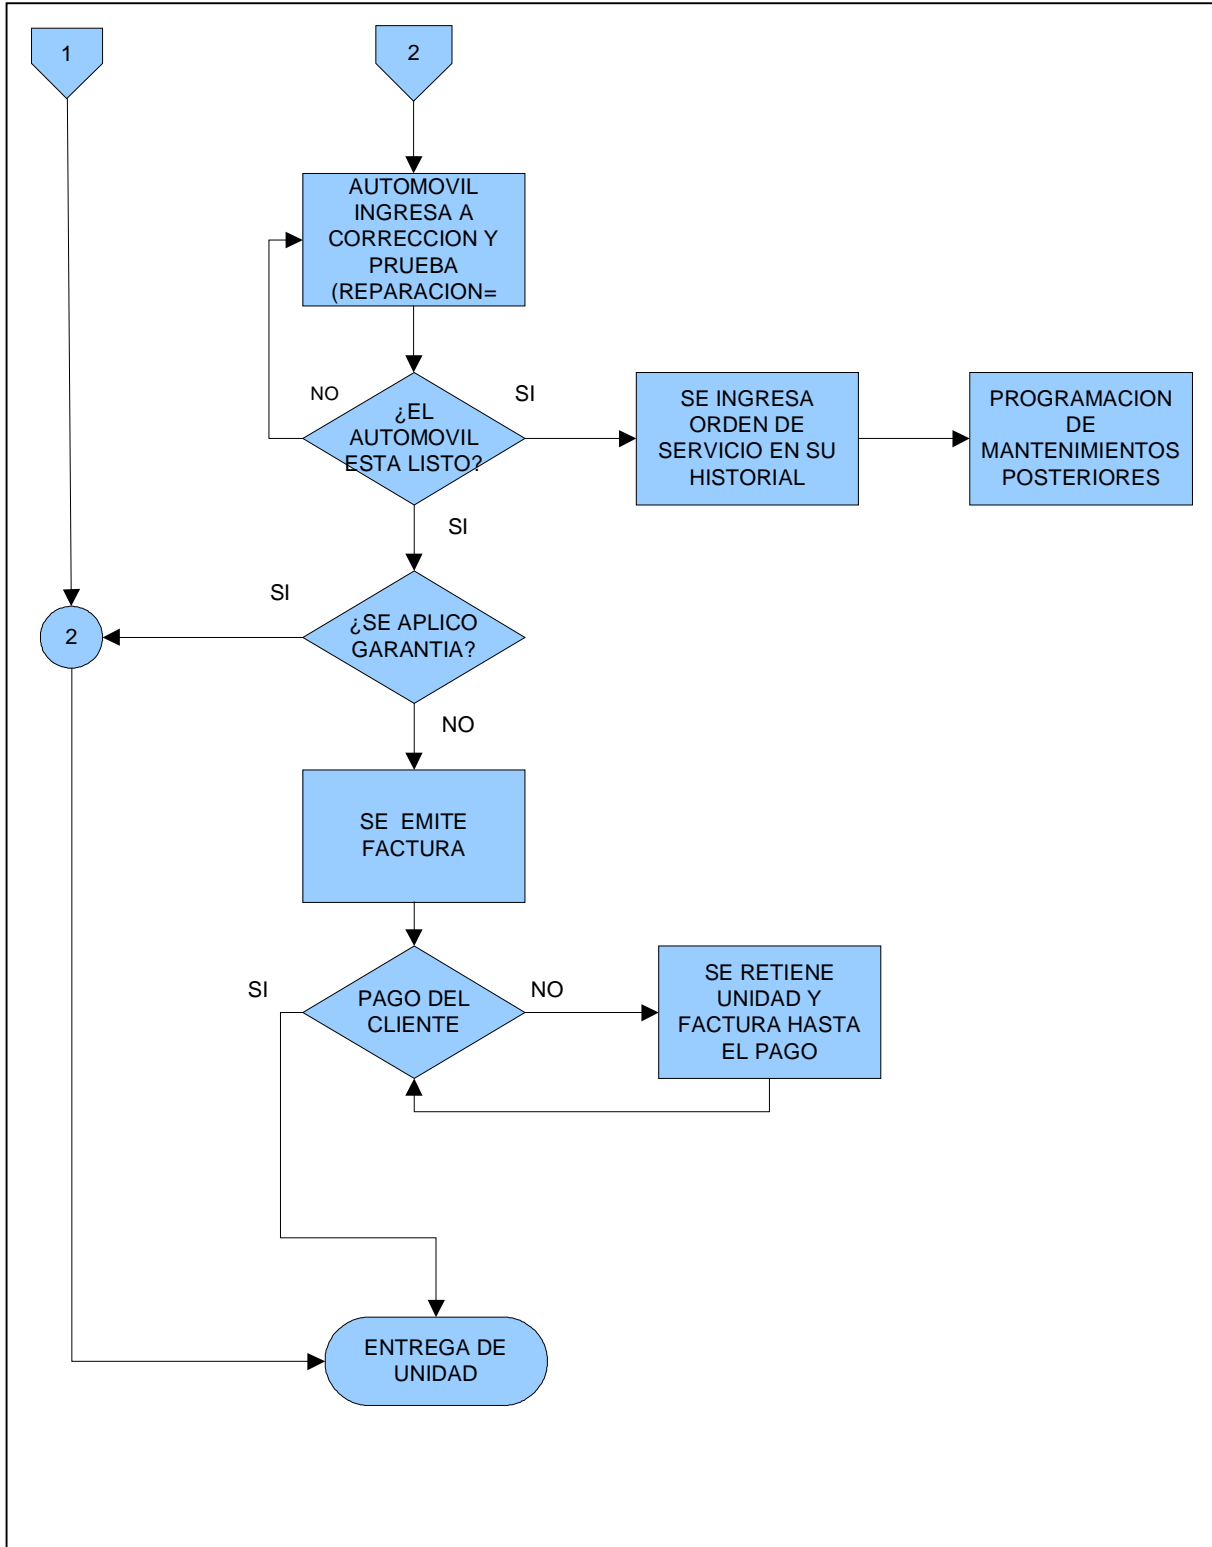 1
2
AUTOMOVIL
INGRESA A
CORRECCION Y
PRUEBA
(REPARACION=
NO
SI
¿EL
AUTOMOVIL
ESTA LISTO?
SE INGRESA
ORDEN DE
SERVICIO EN SU
HISTORIAL
PROGRAMACION
DE
MANTENIMIENTOS
POSTERIORES
SI
SI
2
¿SE APLICO
GARANTIA?
NO
SE EMITE
FACTURA
SI
PAGO DEL
CLIENTE
NO
SE RETIENE
UNIDAD Y
FACTURA HASTA
EL PAGO
ENTREGA DE
UNIDAD